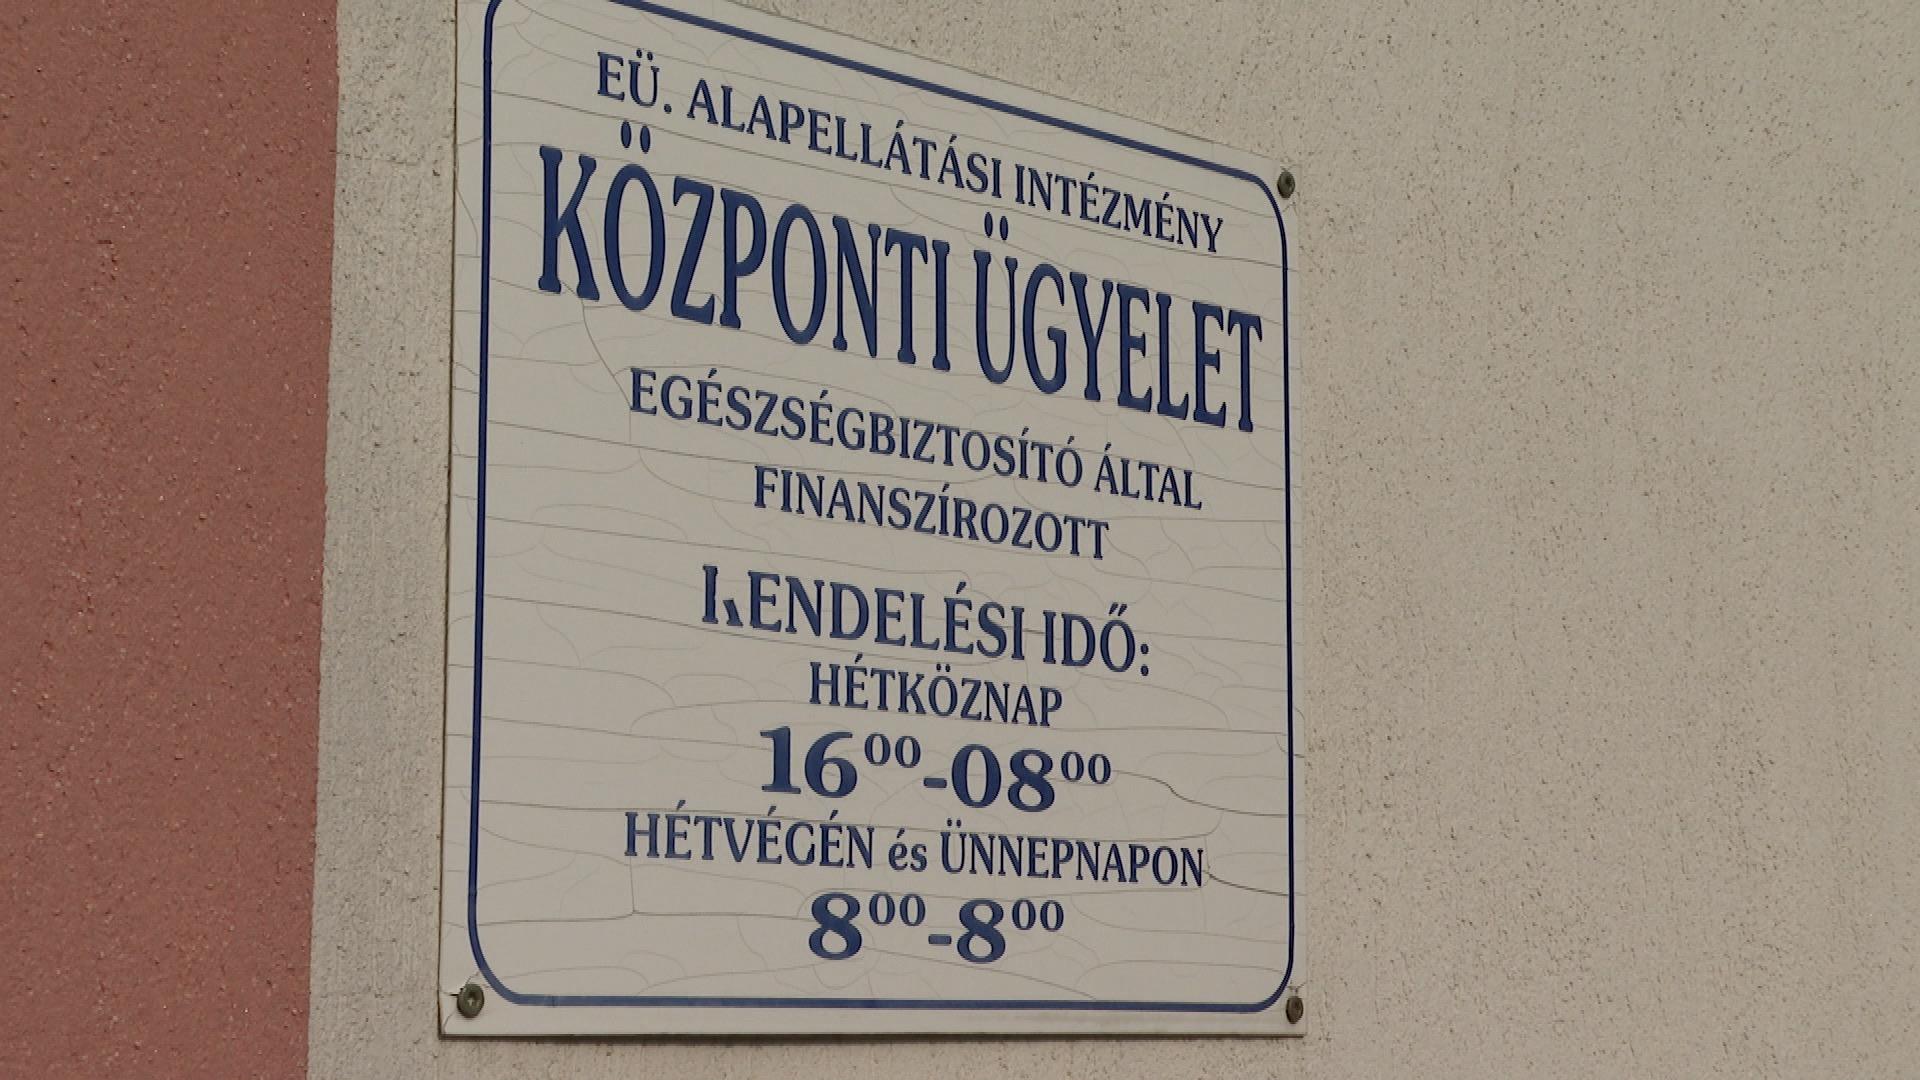 EÜ. ALAPELLÁTÁSI INTÉZMÉNY
KÖZPONTI ÜGYELET
EGÉSZSÉGBIZTOSÍTÓ ÁLTAL
FINANSZÍROZOTT
RENDELÉSI IDŐ:
HÉTKÖZNAP
16⁰⁰-08⁰⁰
HÉTVÉGÉN és ÜNNEPNAPON
8⁰⁰-8⁰⁰